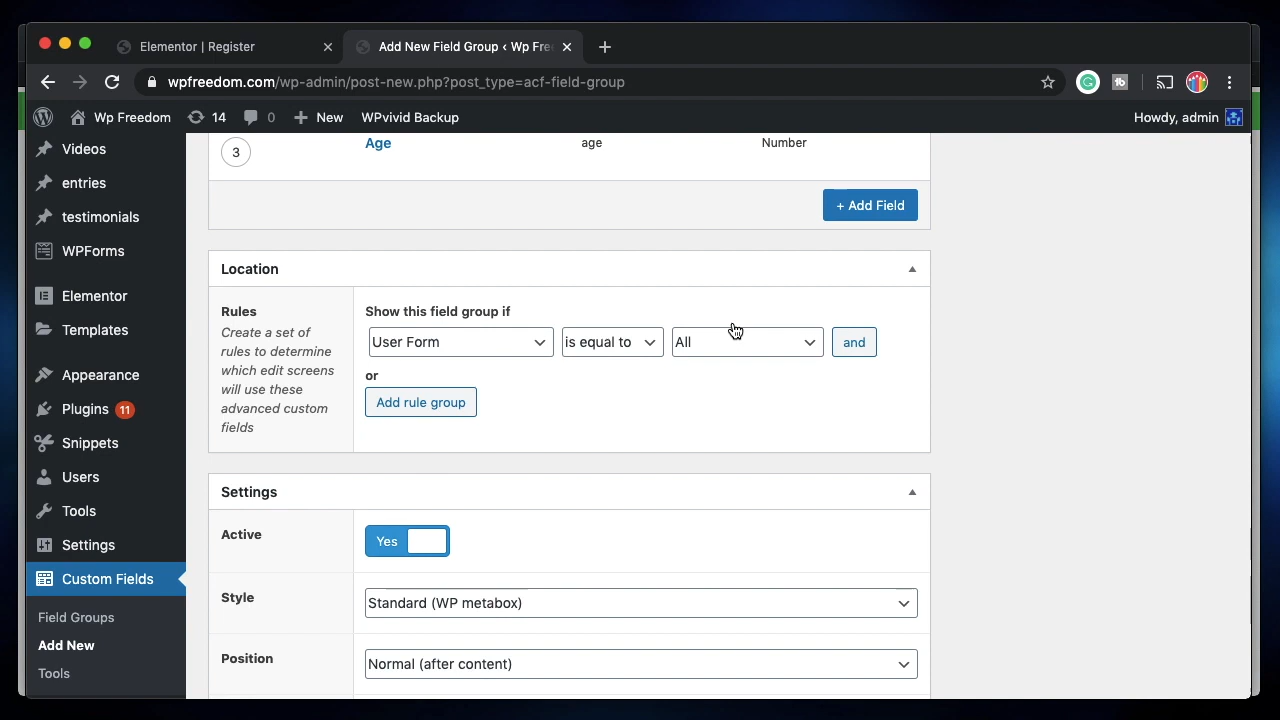 Elementor | Register
Add New Field Group ‹ Wp Fre
wpfreedom.com/wp-admin/post-new.php?post_type=acf-field-group
Wp Freedom
14
0
New
WPvivid Backup
Howdy, admin
Videos
entries
testimonials
WPForms
Elementor
Templates
Appearance
Plugins 11
Snippets
Users
Tools
Settings
Custom Fields
Field Groups
Add New
Tools
3
Age
age
Number
+ Add Field
Location
Rules
Create a set of
rules to determine
which edit screens
will use these
advanced custom
fields
Show this field group if
User Form
is equal to
All
and
or
Add rule group
Settings
Active
Yes
Style
Standard (WP metabox)
Position
Normal (after content)